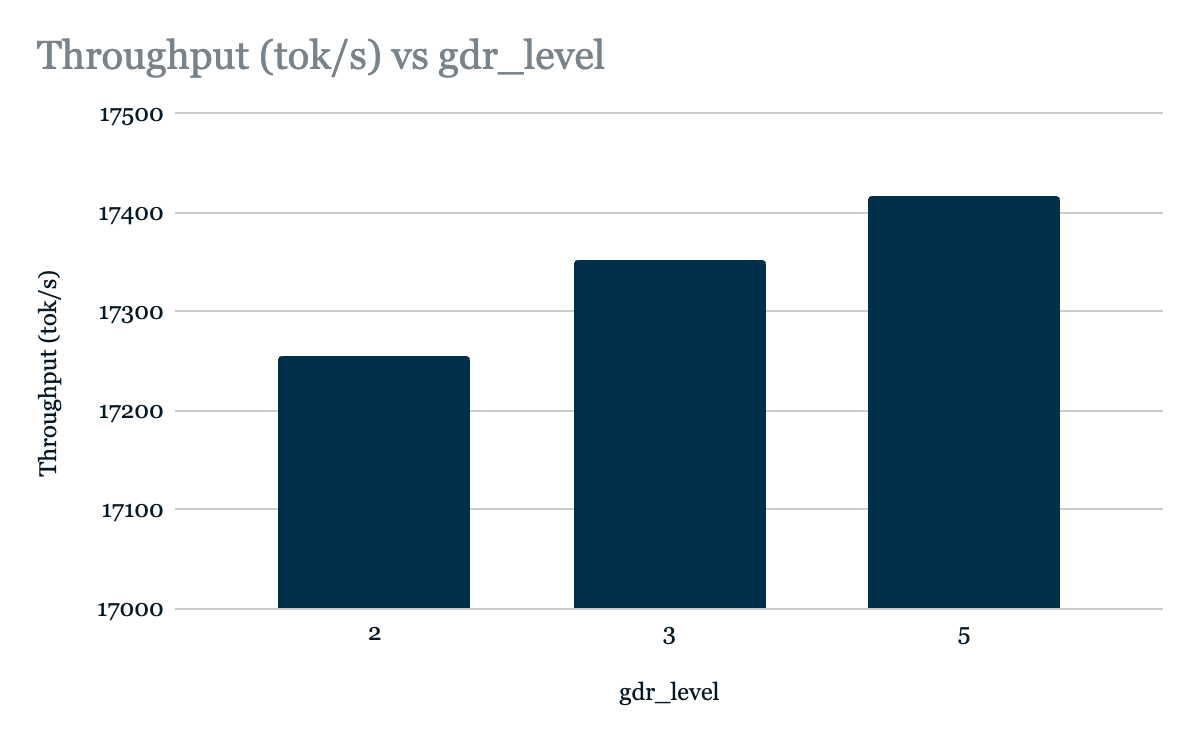 Throughput (tok/s) vs gdr_level
17500
17400
17300
17200
17100
17000
Throughput (tok/s)
2 3 5
gdr_level